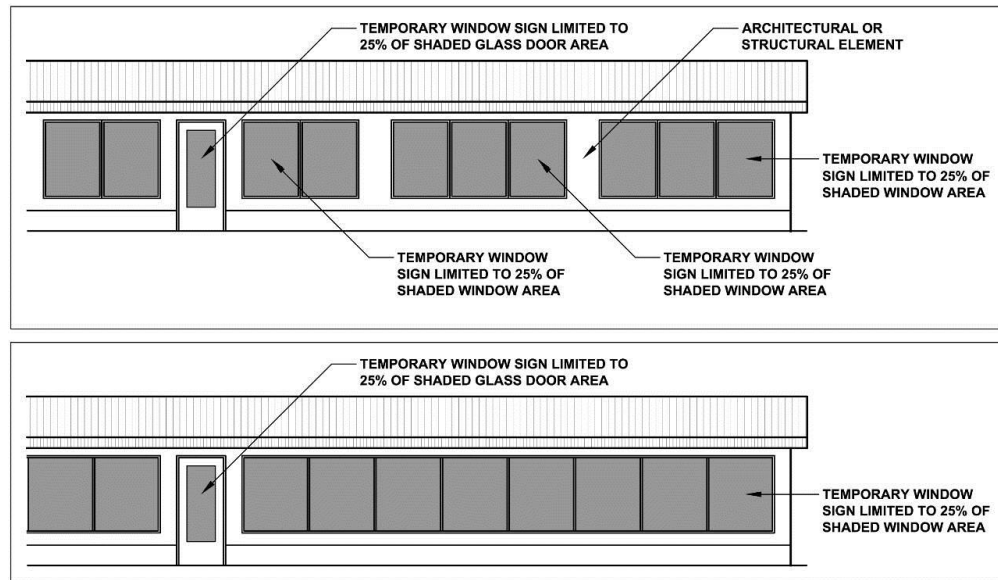 TEMPORARY WINDOW SIGN LIMITED TO
25% OF SHADED GLASS DOOR AREA
ARCHITECTURAL OR
STRUCTURAL ELEMENT
TEMPORARY WINDOW
SIGN LIMITED TO 25% OF
SHADED WINDOW AREA
TEMPORARY WINDOW
SIGN LIMITED TO 25% OF
SHADED WINDOW AREA
TEMPORARY WINDOW
SIGN LIMITED TO 25% OF
SHADED WINDOW AREA
TEMPORARY WINDOW SIGN LIMITED TO
25% OF SHADED GLASS DOOR AREA
TEMPORARY WINDOW
SIGN LIMITED TO 25% OF
SHADED WINDOW AREA